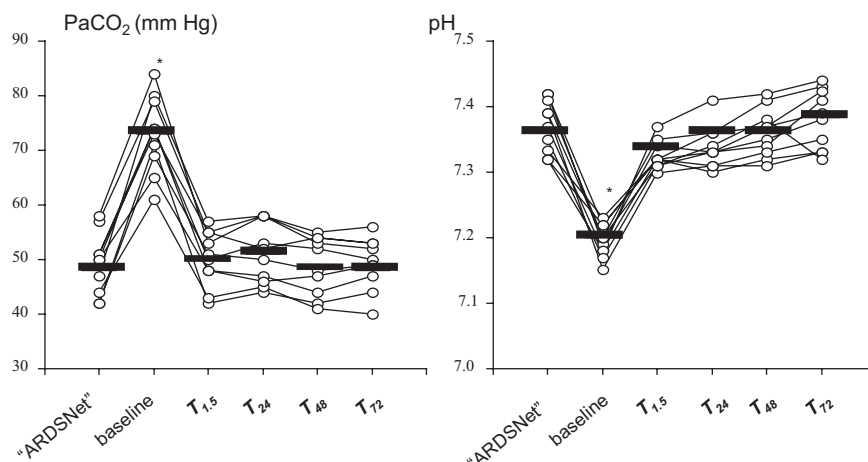 PaCO2 (mm Hg)
90
80
70
60
50
40
30
*
"ARDSNet"
baseline
T1.5
T24
T48
T72
pH
7.5
7.4
7.3
7.2
7.1
7.0
*
"ARDSNet"
baseline
T1.5
T24
T48
T72